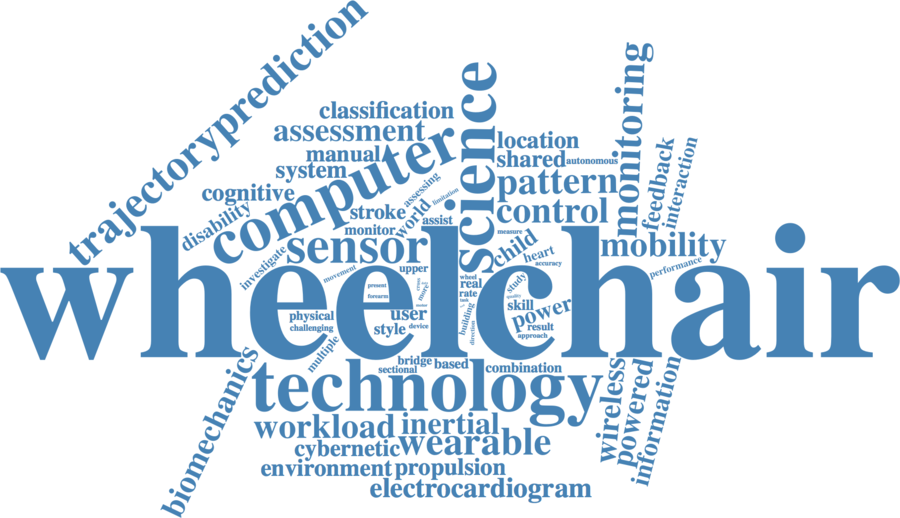 trajectoryprediction
classification
assessment
manual
system
cognitive
computer
science
location
shared
autonomous
pattern
control
monitoring
feedback
interaction
disability
stroke
monitor
world
assessing
limitation
assist
measure
child
heart
accuracy
mobility
performance
investigate
sensor
movement
upper
wheelchair
present
forearm
more
wheel
real
rate
study
quality
skill
power
result
approach
building
direction
physical
challenging
user
style
device
multiple
bridge
sectional
based
combination
technology
biomechanics
workload
inertial
cybernetic
wearable
environment
propulsion
electrocardiogram
wireless
powered
information